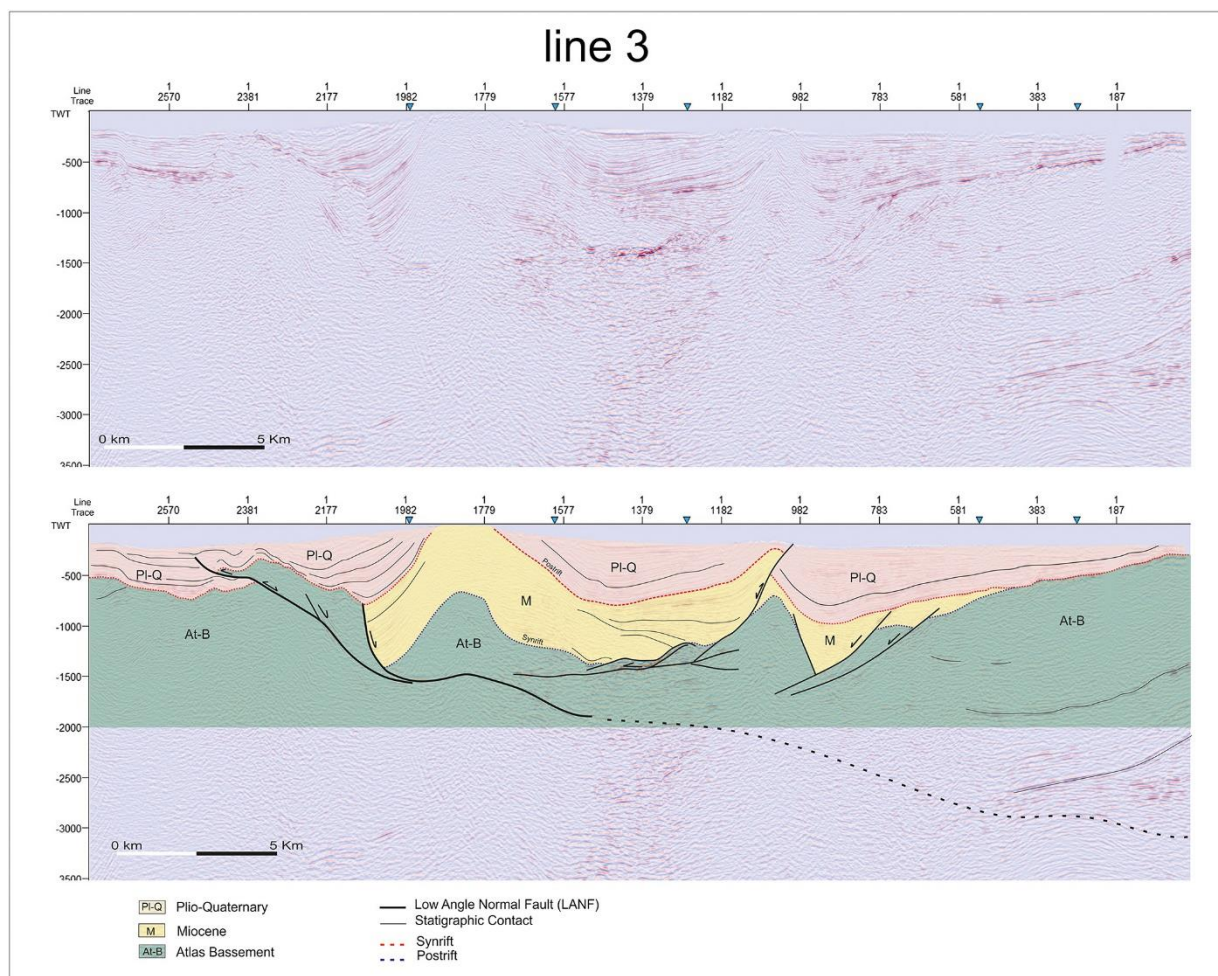 line 3
Line 1 1 1 1 1 1 1 1 1 1 1 1 1
Trace 2570 2381 2177 1982 1779 1577 1379 1182 982 783 581 383 187
TWT
-500
-1000
-1500
-2000
-2500
-3000
3500
0 km 5 Km
Line 1 1 1 1 1 1 1 1 1 1 1 1 1
Trace 2570 2381 2177 1982 1779 1577 1379 1182 982 783 581 383 187
TWT
Pl-Q
Pl-Q
Postrift
Pl-Q
Pl-Q
-500
M
At-B
At-B
Synrift
M
At-B
-1000
-1500
-2000
-2500
-3000
0 km 5 Km
3500
Pl-Q Plio-Quaternary
M Miocene
At-B Atlas Bassement
Low Angle Normal Fault (LANF)
Statigraphic Contact
Synrift
Postrift